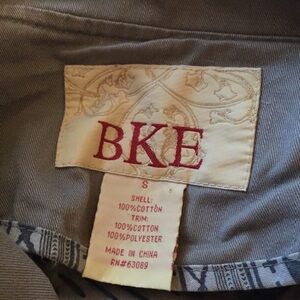 BKE
S
SHELL:
100%COTTON
TRIM:
100%COTTON
100%POLYESTER
MADE IN CHINA
RN#63089